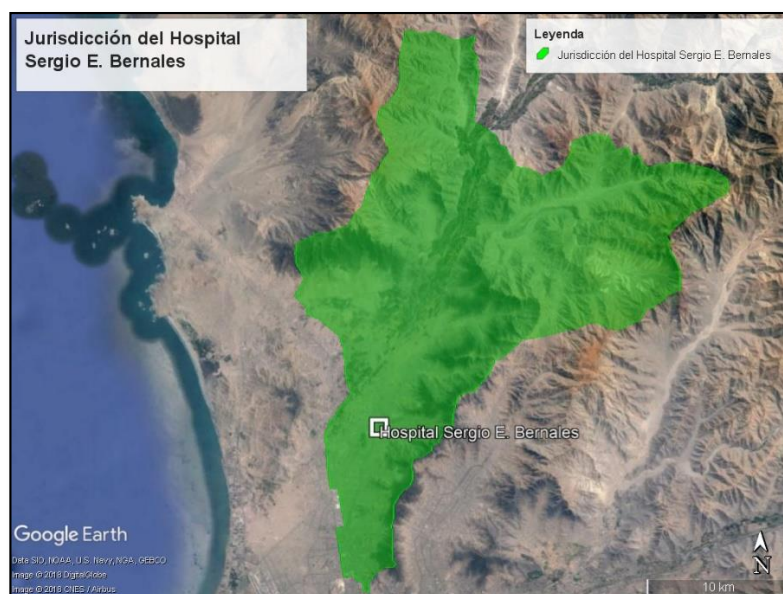 Jurisdicción del Hospital
Sergio E. Bernales
Leyenda
Jurisdicción del Hospital Sergio E. Bernales
Hospital Sergio E. Bernales
Google Earth
Data SIO, NOAA, U.S. Navy, NGA, GEBCO
Image © 2018 DigitalGlobe
Image © 2018 CNES / Airbus
N
10 km